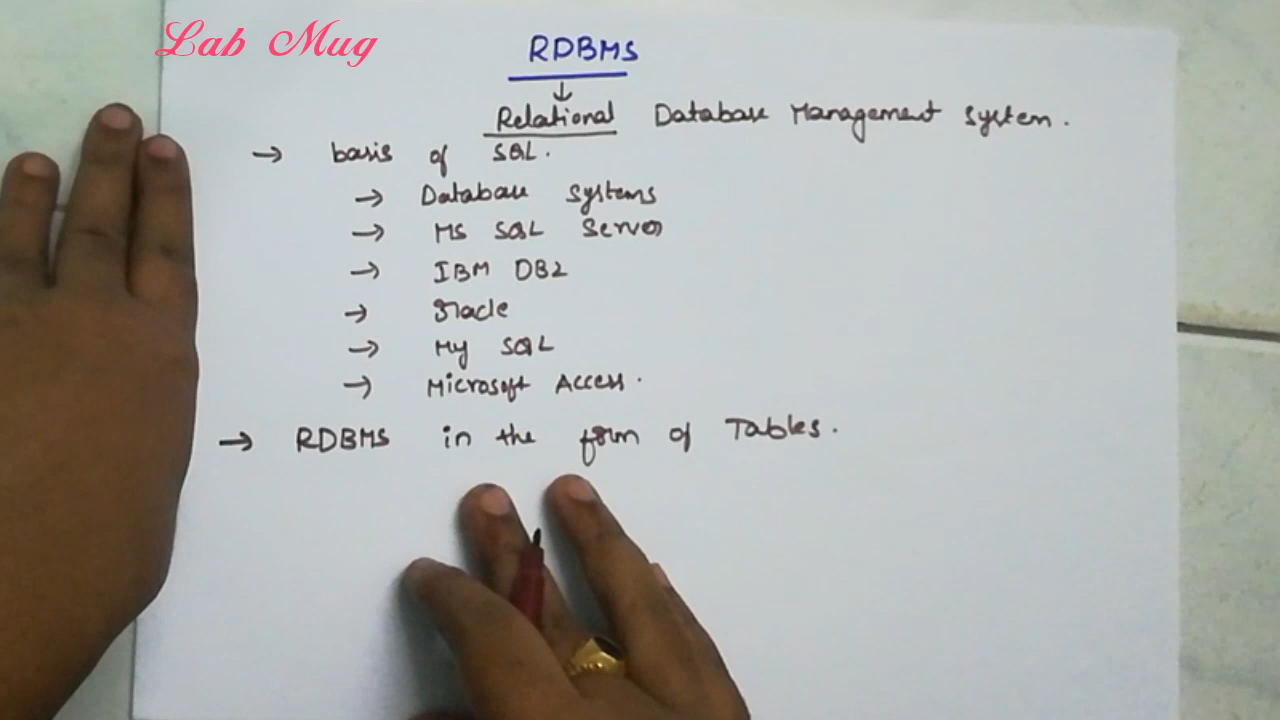 Lab Mug
RDBMS
↓
Relational Database Management System.
→ basis of SQL.
→ Database Systems
→ MS SQL Server
→ IBM DB2
→ Oracle
→ My SQL
→ Microsoft Access.
→ RDBMS in the form of Tables.